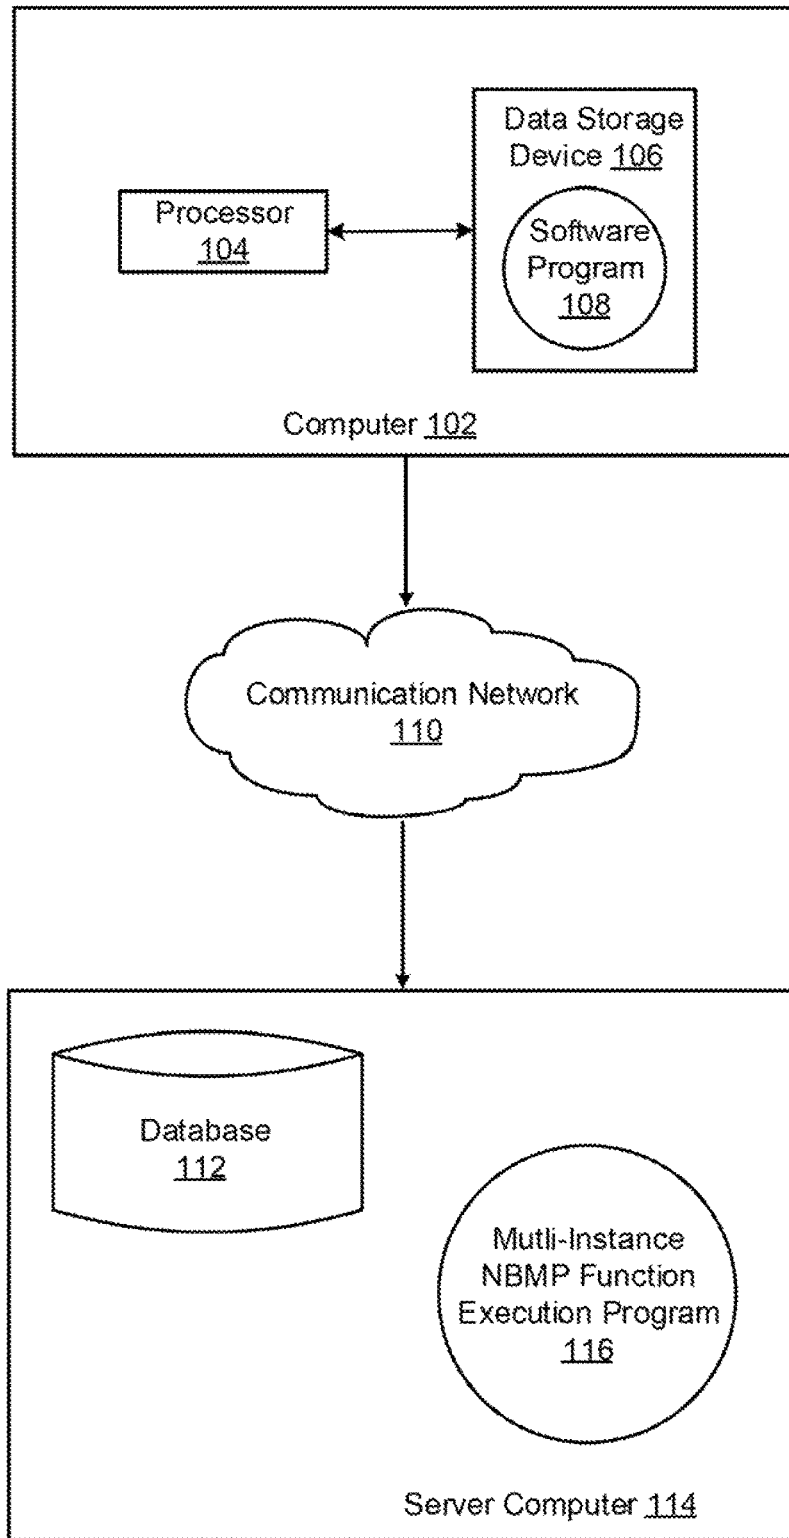 Data Storage
Device 106
Processor
104
Software
Program
108
Computer 102
Communication Network
110
Database
112
Mutli-Instance
NBMP Function
Execution Program
116
Server Computer 114